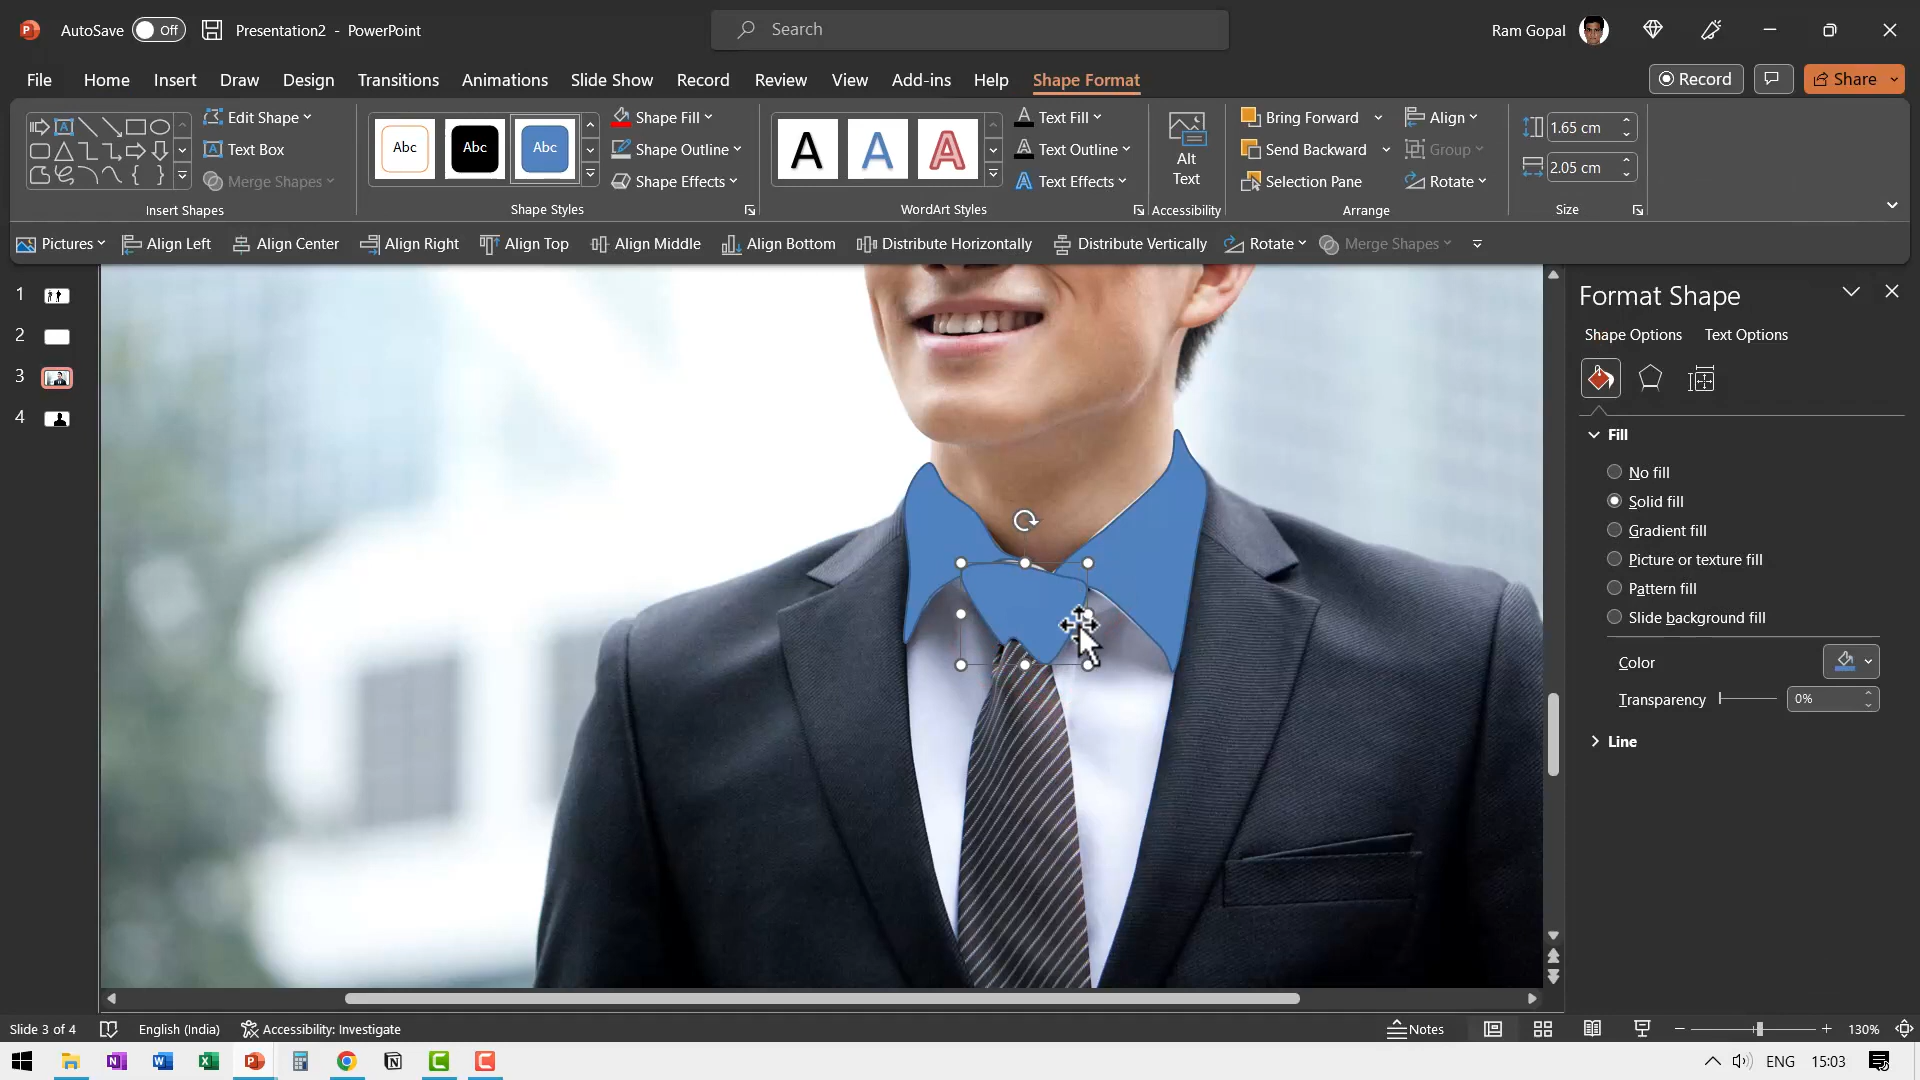 AutoSave Off Presentation2 - PowerPoint Search Ram Gopal
File Home Insert Draw Design Transitions Animations Slide Show Record Review View Add-ins Help Shape Format Record Share
Edit Shape
Text Box
Merge Shapes
Insert Shapes
Abc Abc Abc
Shape Fill
Shape Outline
Shape Effects
Shape Styles
A A A
Text Fill
Text Outline
Text Effects
WordArt Styles
Alt
Text
Accessibility
Bring Forward
Send Backward
Selection Pane
Align
Group
Rotate
Arrange
1.65 cm
2.05 cm
Size
Pictures Align Left Align Center Align Right Align Top Align Middle Align Bottom Distribute Horizontally Distribute Vertically Rotate Merge Shapes
1
2
3
4
Format Shape
Shape Options Text Options
Fill
No fill
Solid fill
Gradient fill
Picture or texture fill
Pattern fill
Slide background fill
Color
Transparency 0%
Line
Slide 3 of 4 English (India) Accessibility: Investigate Notes 130%
ENG 15:03